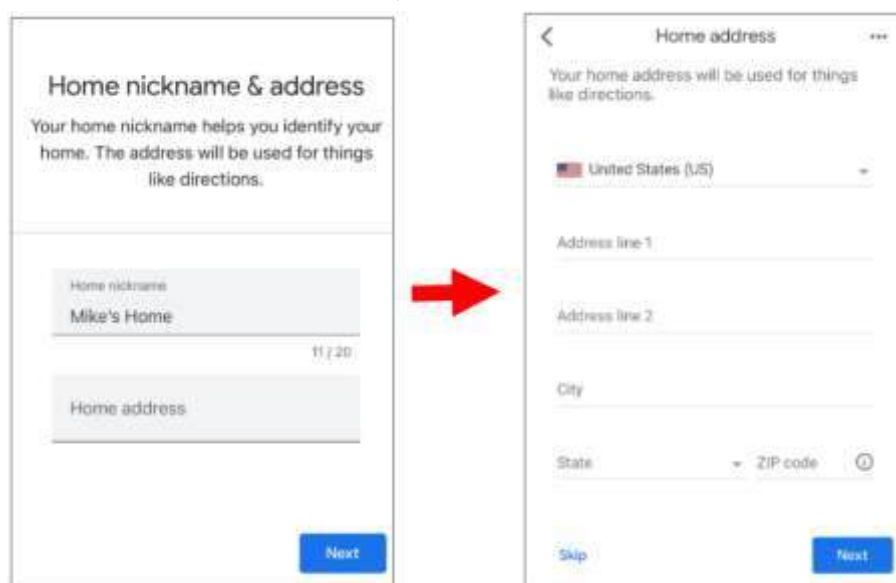 Home nickname & address
Your home nickname helps you identify your
home. The address will be used for things
like directions.
Home nickname
Mike's Home
11 / 20
Home address
Next
Home address
Your home address will be used for things
like directions.
United States (US)
Address line 1
Address line 2
City
State
ZIP code
Skip
Next